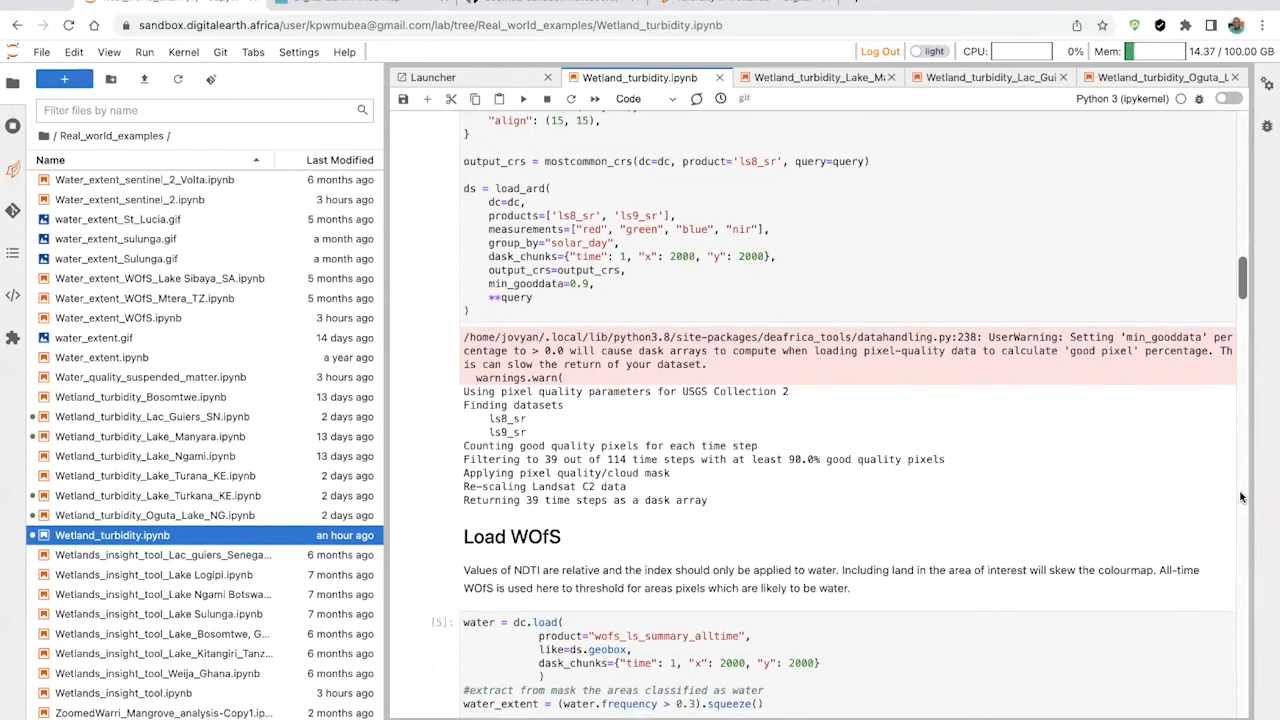 sandbox.digitalearth.africa/user/kpwmubea@gmail.com/lab/tree/Real_world_examples/Wetland_turbidity.ipynb
File Edit View Run Kernel Git Tabs Settings Help
Log Out light CPU: 0% Mem: 14.37 / 100.00 GB
Filter files by name
/ Real_world_examples /
Name Last Modified
Water_extent_sentinel_2_Volta.ipynb 6 months ago
Water_extent_sentinel_2.ipynb 3 hours ago
water_extent_St_Lucia.gif 5 months ago
water_extent_sulunga.gif a month ago
water_extent_Sulunga.gif a month ago
Water_extent_WOfS_Lake Sibaya_SA.ipynb 5 months ago
Water_extent_WOfS_Mtera_TZ.ipynb 5 months ago
Water_extent_WOfS.ipynb 3 hours ago
water_extent.gif 14 days ago
Water_extent.ipynb a year ago
Water_quality_suspended_matter.ipynb 3 hours ago
Wetland_turbidity_Bosomtwe.ipynb 13 days ago
Wetland_turbidity_Lac_Guiers_SN.ipynb 2 days ago
Wetland_turbidity_Lake_Manyara.ipynb 13 days ago
Wetland_turbidity_Lake_Ngami.ipynb 13 days ago
Wetland_turbidity_Lake_Turana_KE.ipynb 2 days ago
Wetland_turbidity_Lake_Turkana_KE.ipynb 2 days ago
Wetland_turbidity_Oguta_Lake_NG.ipynb 2 days ago
Wetland_turbidity.ipynb an hour ago
Wetlands_insight_tool_Lac_guiers_Senega... 6 months ago
Wetlands_insight_tool_Lake Logipi.ipynb 7 months ago
Wetlands_insight_tool_Lake Ngami Botswa... 7 months ago
Wetlands_insight_tool_Lake Sulunga.ipynb 7 months ago
Wetlands_insight_tool_Lake_Bosomtwe, G... 6 months ago
Wetlands_insight_tool_Lake_Kitangiri_Tanz... 7 months ago
Wetlands_insight_tool_Weija_Ghana.ipynb 7 months ago
Wetlands_insight_tool.ipynb 3 hours ago
ZoomedWarri_Mangrove_analysis-Copy1.ip... 2 months ago
Launcher Wetland_turbidity.ipynb Wetland_turbidity_Lake_M Wetland_turbidity_Lac_Gui Wetland_turbidity_Oguta_L
Code git Python 3 (ipykernel)
"align": (15, 15),
}
output_crs = mostcommon_crs(dc=dc, product='ls8_sr', query=query)
ds = load_ard(
dc=dc,
products=['ls8_sr', 'ls9_sr'],
measurements=["red", "green", "blue", "nir"],
group_by="solar_day",
dask_chunks={"time": 1, "x": 2000, "y": 2000},
output_crs=output_crs,
min_gooddata=0.9,
**query
)
/home/jovyan/.local/lib/python3.8/site-packages/deafrica_tools/datahandling.py:238: UserWarning: Setting 'min_gooddata' per
centage to > 0.0 will cause dask arrays to compute when loading pixel-quality data to calculate 'good pixel' percentage. Th
is can slow the return of your dataset.
warnings.warn(
Using pixel quality parameters for USGS Collection 2
Finding datasets
ls8_sr
ls9_sr
Counting good quality pixels for each time step
Filtering to 39 out of 114 time steps with at least 90.0% good quality pixels
Applying pixel quality/cloud mask
Re-scaling Landsat C2 data
Returning 39 time steps as a dask array
Load WOfS
Values of NDTI are relative and the index should only be applied to water. Including land in the area of interest will skew the colourmap. All-time
WOfS is used here to threshold for areas pixels which are likely to be water.
[5]: water = dc.load(
product="wofs_ls_summary_alltime",
like=ds.geobox,
dask_chunks={"time": 1, "x": 2000, "y": 2000}
)
#extract from mask the areas classified as water
water_extent = (water.frequency > 0.3).squeeze()